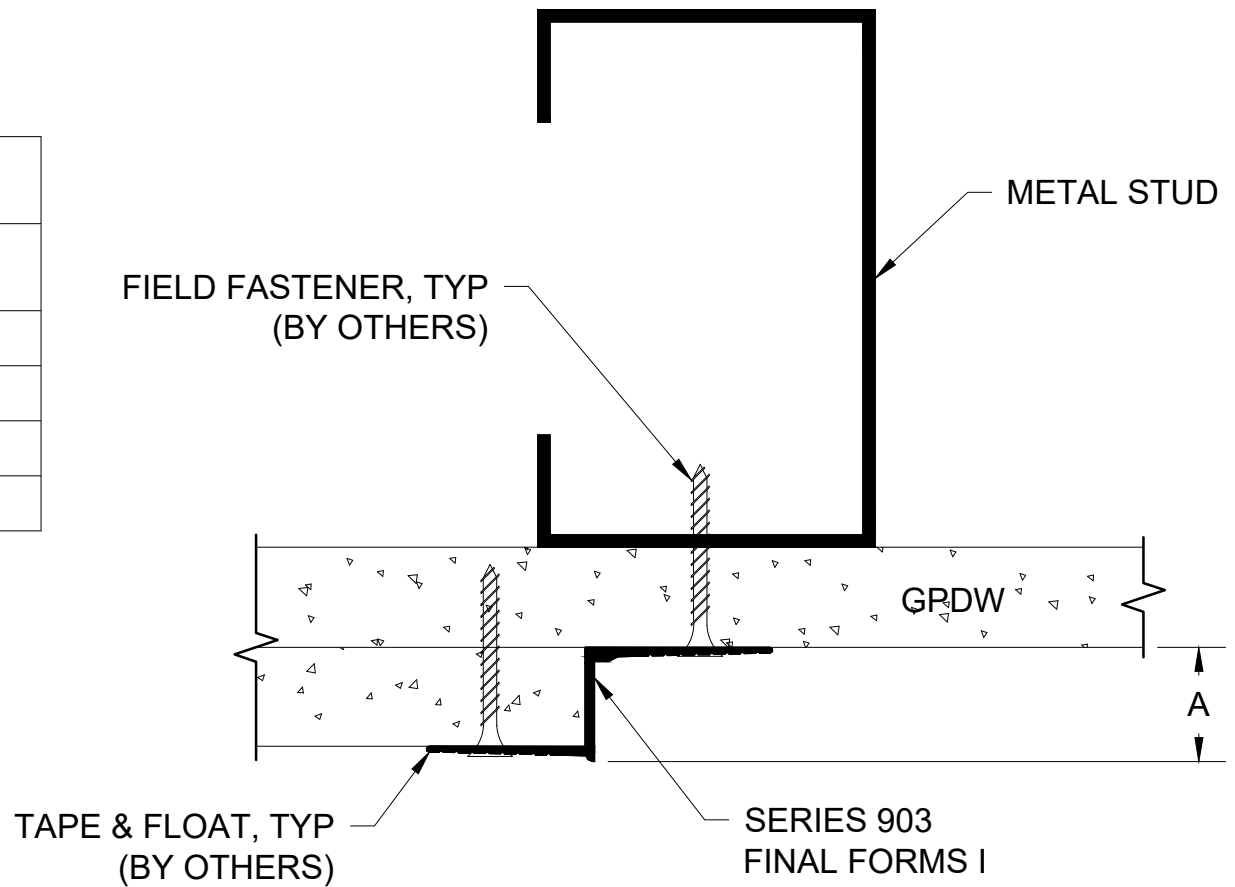 METAL STUD
FIELD FASTENER, TYP
(BY OTHERS)
GPDW
A
TAPE & FLOAT, TYP
(BY OTHERS)
SERIES 903
FINAL FORMS I